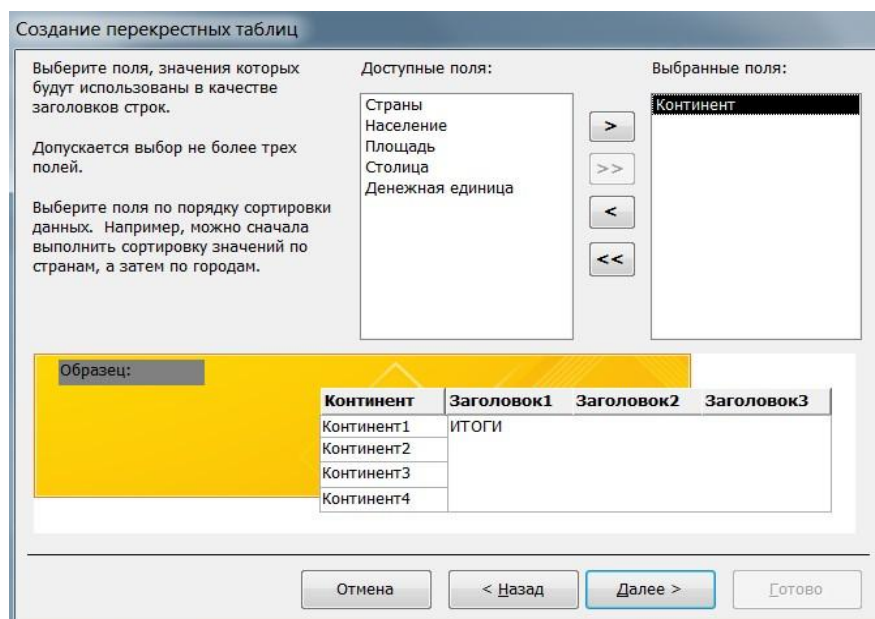 Создание перекрестных таблиц
Выберите поля, значения которых
будут использованы в качестве
заголовков строк.
Допускается выбор не более трех
полей.
Выберите поля по порядку сортировки
данных. Например, можно сначала
выполнить сортировку значений по
странам, а затем по городам.
Доступные поля:
Страны
Население
Площадь
Столица
Денежная единица
>
>>
<
<<
Выбранные поля:
Континент
Образец:
Континент Заголовок1 Заголовок2 Заголовок3
Континент1 ИТОГИ
Континент2
Континент3
Континент4
Отмена < Назад Далее > Готово